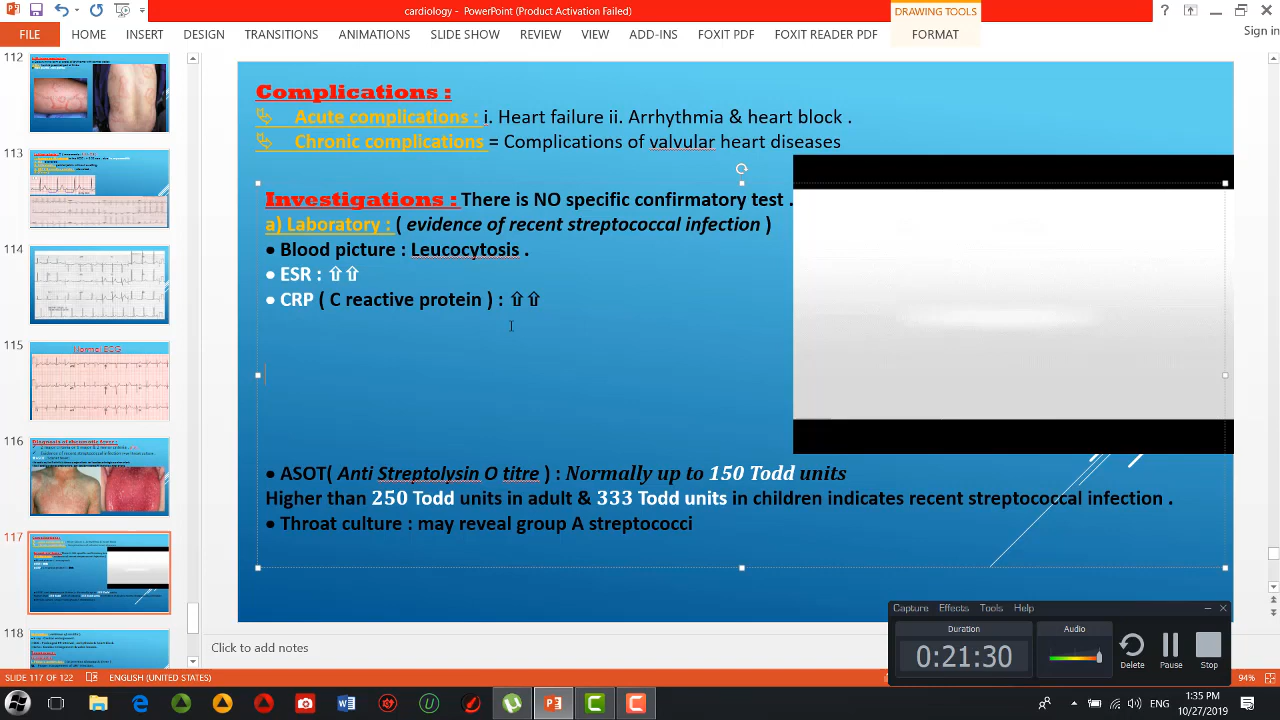 cardiology - PowerPoint (Product Activation Failed)
DRAWING TOOLS
FILE HOME INSERT DESIGN TRANSITIONS ANIMATIONS SLIDE SHOW REVIEW VIEW ADD-INS FOXIT PDF FOXIT READER PDF FORMAT Sign in
112
113
114
115
Normal ECG
116
Diagnosis of rheumatic fever :
117
118
Complications :
Acute complications : i. Heart failure ii. Arrhythmia & heart block .
Chronic complications = Complications of valvular heart diseases
Investigations : There is NO specific confirmatory test .
a) Laboratory : ( evidence of recent streptococcal infection )
● Blood picture : Leucocytosis .
● ESR : ⇧⇧
● CRP ( C reactive protein ) : ⇧⇧
● ASOT( Anti Streptolysin O titre ) : Normally up to 150 Todd units
Higher than 250 Todd units in adult & 333 Todd units in children indicates recent streptococcal infection .
● Throat culture : may reveal group A streptococci
Capture Effects Tools Help
Duration Audio
0:21:30
Delete Pause Stop
Click to add notes
SLIDE 117 OF 122 ENGLISH (UNITED STATES) 94%
ENG
1:35 PM
10/27/2019